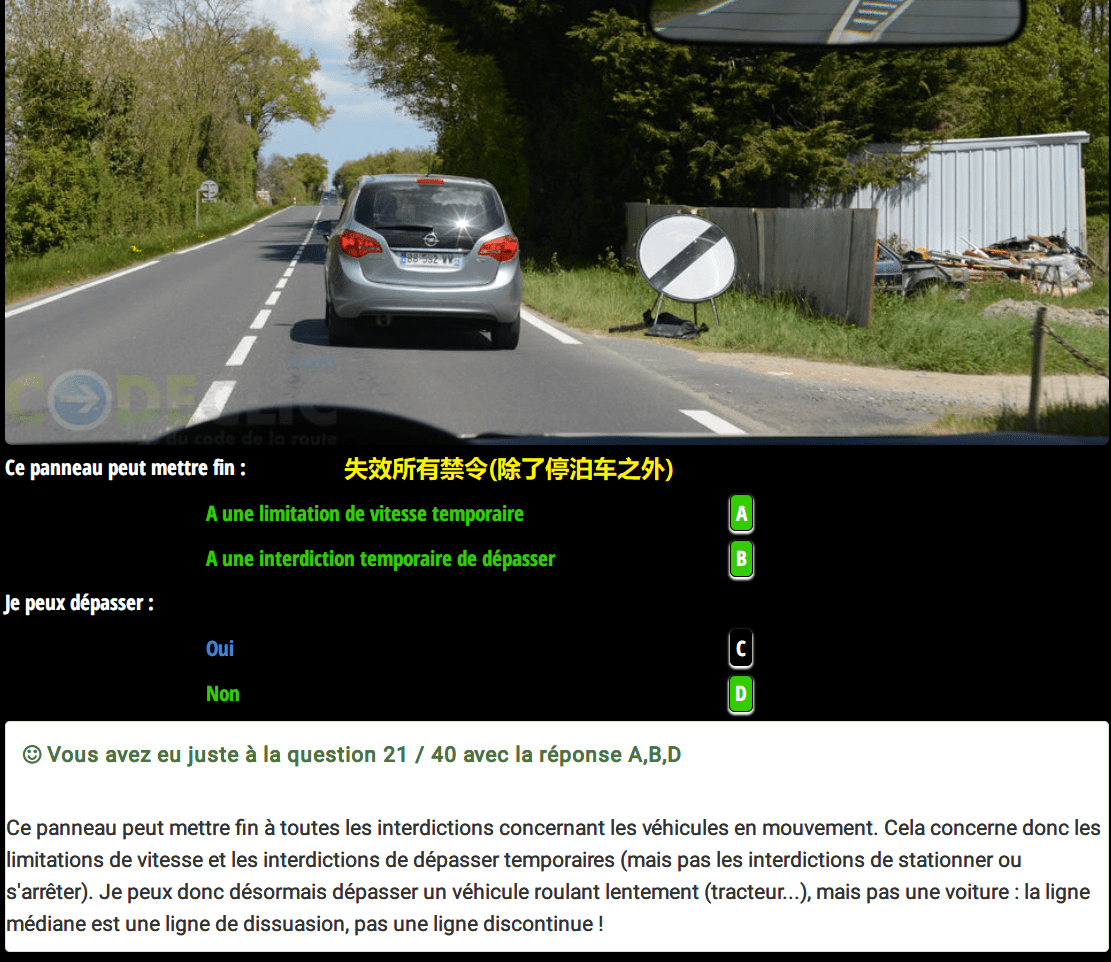 BB-592-WV
CODECLIC
du code de la route
Ce panneau peut mettre fin : 失效所有禁令(除了停泊车之外)
A une limitation de vitesse temporaire A
A une interdiction temporaire de dépasser B
Je peux dépasser :
Oui C
Non D
Vous avez eu juste à la question 21 / 40 avec la réponse A,B,D
Ce panneau peut mettre fin à toutes les interdictions concernant les véhicules en mouvement. Cela concerne donc les
limitations de vitesse et les interdictions de dépasser temporaires (mais pas les interdictions de stationner ou
s'arrêter). Je peux donc désormais dépasser un véhicule roulant lentement (tracteur...), mais pas une voiture : la ligne
médiane est une ligne de dissuasion, pas une ligne discontinue !